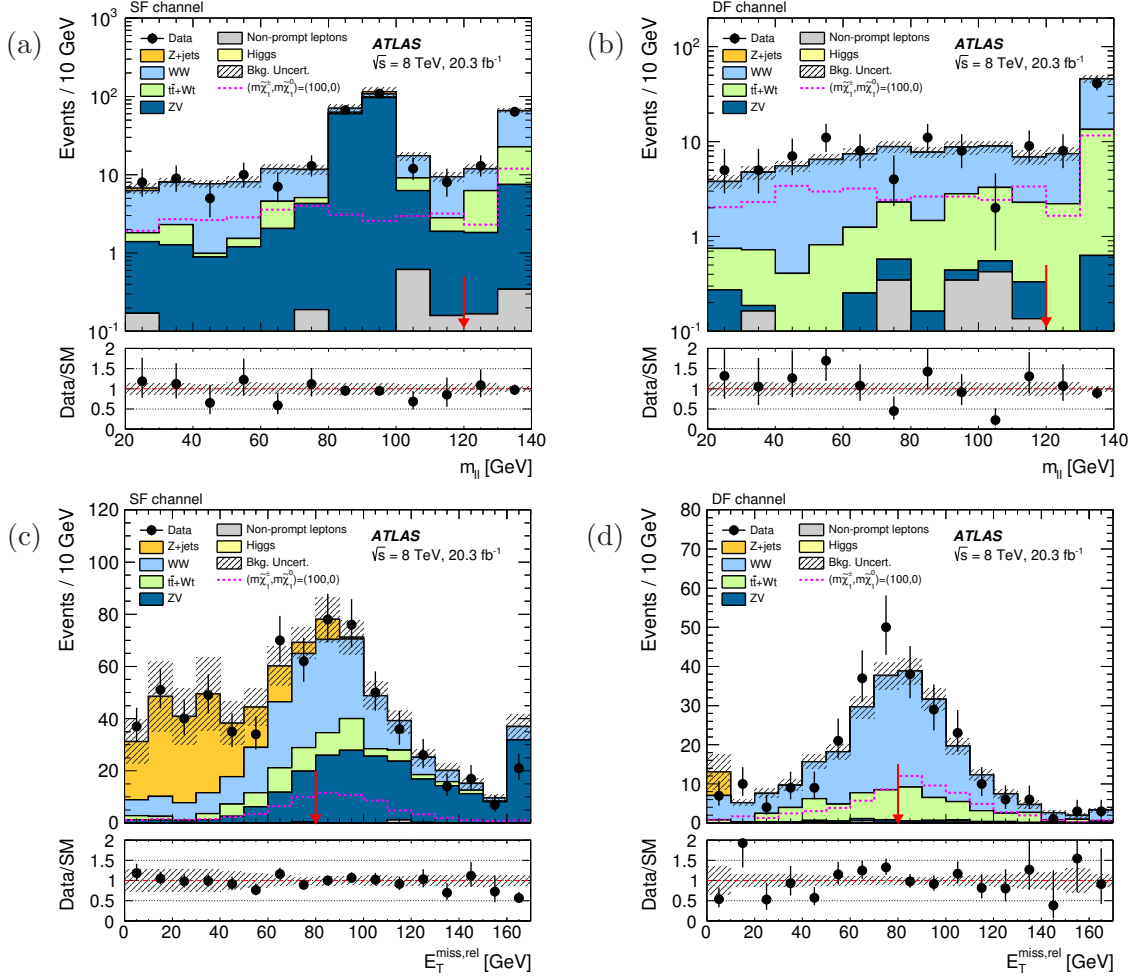 (a)
SF channel
Events / 10 GeV
10³
10²
10
1
10⁻¹
Data
Z+jets
WW
tt̄+Wt
ZV
Non-prompt leptons
Higgs
Bkg. Uncert.
(mχ̃₁±,mχ̃₁⁰)=(100,0)
ATLAS
√s = 8 TeV, 20.3 fb⁻¹
Data/SM
2
1.5
1
0.5
0
20 40 60 80 100 120 140
m_ll [GeV]
(b)
DF channel
Events / 10 GeV
10²
10
1
10⁻¹
Data
Z+jets
WW
tt̄+Wt
ZV
Non-prompt leptons
Higgs
Bkg. Uncert.
(mχ̃₁±,mχ̃₁⁰)=(100,0)
ATLAS
√s = 8 TeV, 20.3 fb⁻¹
Data/SM
2
1.5
1
0.5
0
20 40 60 80 100 120 140
m_ll [GeV]
(c)
SF channel
Events / 10 GeV
120
100
80
60
40
20
0
Data
Z+jets
WW
tt̄+Wt
ZV
Non-prompt leptons
Higgs
Bkg. Uncert.
(mχ̃₁±,mχ̃₁⁰)=(100,0)
ATLAS
√s = 8 TeV, 20.3 fb⁻¹
Data/SM
2
1.5
1
0.5
0
0 20 40 60 80 100 120 140 160
E_T^miss,rel [GeV]
(d)
DF channel
Events / 10 GeV
80
70
60
50
40
30
20
10
0
Data
Z+jets
WW
tt̄+Wt
ZV
Non-prompt leptons
Higgs
Bkg. Uncert.
(mχ̃₁±,mχ̃₁⁰)=(100,0)
ATLAS
√s = 8 TeV, 20.3 fb⁻¹
Data/SM
2
1.5
1
0.5
0
0 20 40 60 80 100 120 140 160
E_T^miss,rel [GeV]